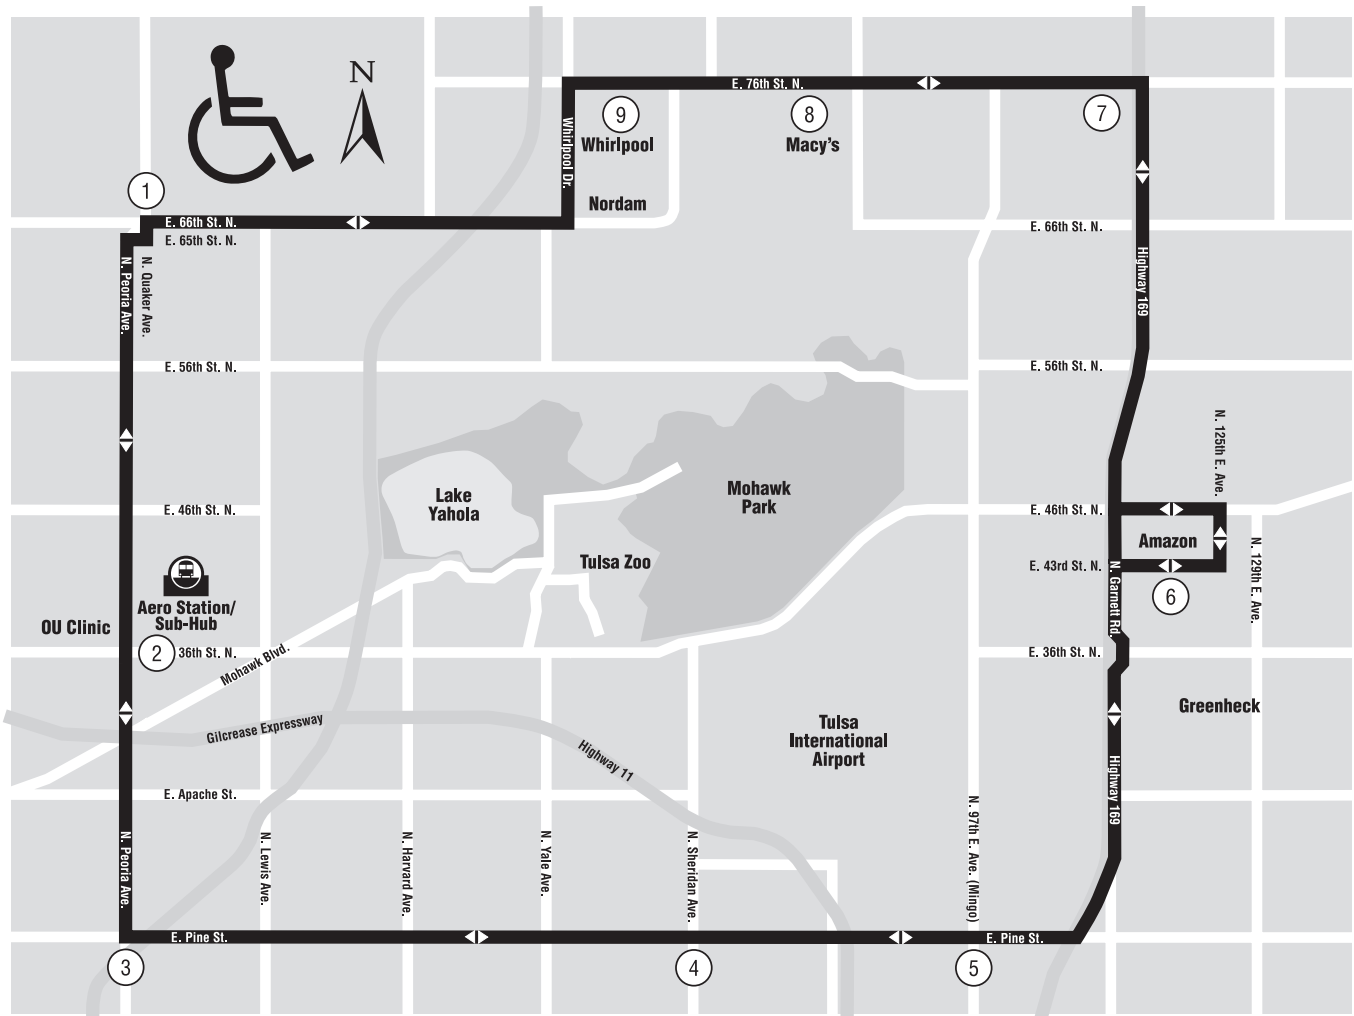 N
E. 76th St. N.
9
8
7
Whirlpool
Macy's
Whirlpool Dr.
1
Nordam
E. 66th St. N.
E. 66th St. N.
E. 65th St. N.
N. Peoria Ave.
N. Quaker Ave.
Highway 169
E. 56th St. N.
E. 56th St. N.
N. 125th E. Ave.
Lake
Yahola
Mohawk
Park
E. 46th St. N.
E. 46th St. N.
Amazon
Tulsa Zoo
E. 43rd St. N.
N. Garnett Rd.
N. 129th E. Ave.
6
Aero Station/
Sub-Hub
OU Clinic
2
36th St. N.
Mohawk Blvd.
E. 36th St. N.
Greenheck
Gilcrease Expressway
Highway 11
Tulsa
International
Airport
E. Apache St.
Highway 169
N. Peoria Ave.
N. Lewis Ave.
N. Harvard Ave.
N. Yale Ave.
N. Sheridan Ave.
N. 97th E. Ave. (Mingo)
E. Pine St.
E. Pine St.
3
4
5